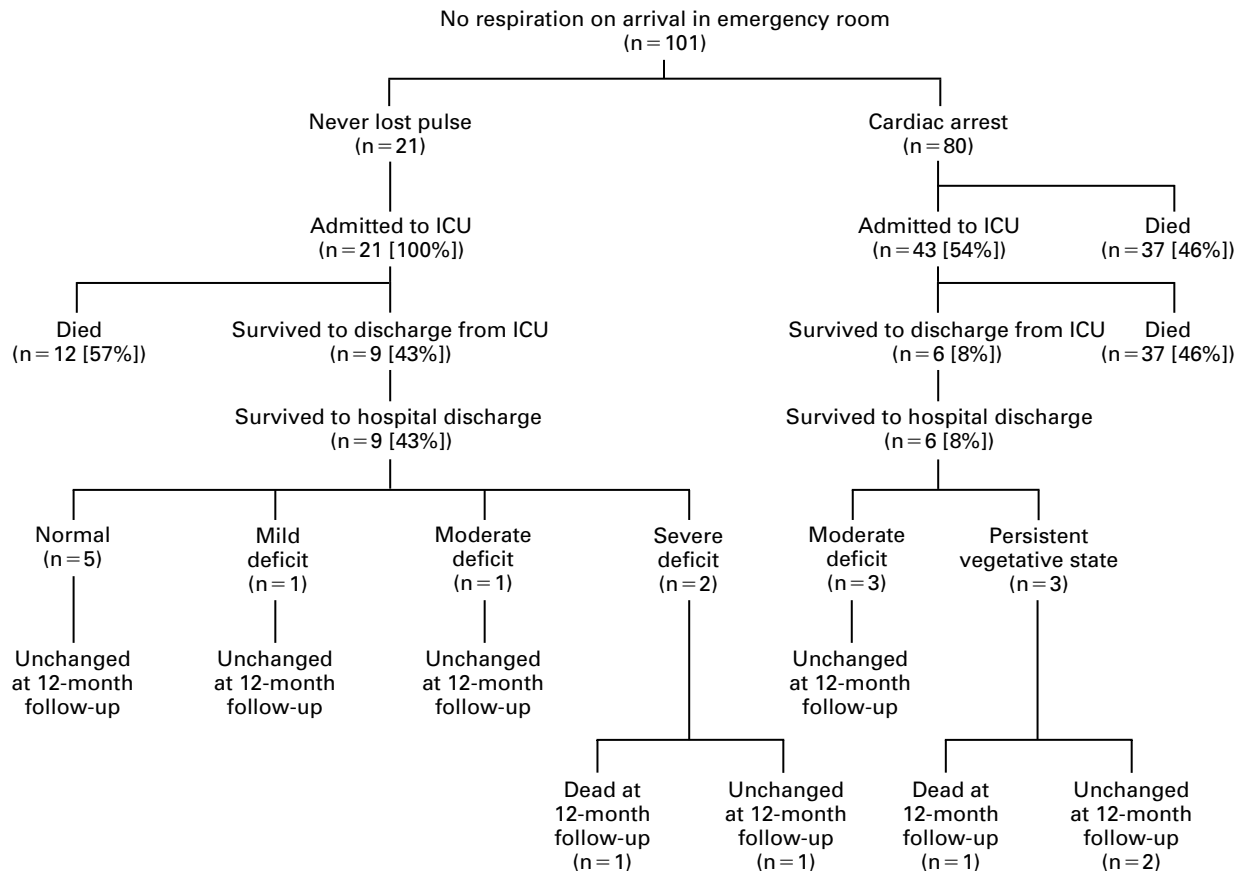 No respiration on arrival in emergency room
(n=101)
Never lost pulse
(n=21)
Cardiac arrest
(n=80)
Admitted to ICU
(n=21 [100%])
Admitted to ICU
(n=43 [54%])
Died
(n=37 [46%])
Died
(n=12 [57%])
Survived to discharge from ICU
(n=9 [43%])
Survived to discharge from ICU
(n=6 [8%])
Died
(n=37 [46%])
Survived to hospital discharge
(n=9 [43%])
Survived to hospital discharge
(n=6 [8%])
Normal
(n=5)
Mild
deficit
(n=1)
Moderate
deficit
(n=1)
Severe
deficit
(n=2)
Moderate
deficit
(n=3)
Persistent
vegetative state
(n=3)
Unchanged
at 12-month
follow-up
Unchanged
at 12-month
follow-up
Unchanged
at 12-month
follow-up
Unchanged
at 12-month
follow-up
Dead at
12-month
follow-up
(n=1)
Unchanged
at 12-month
follow-up
(n=1)
Dead at
12-month
follow-up
(n=1)
Unchanged
at 12-month
follow-up
(n=2)